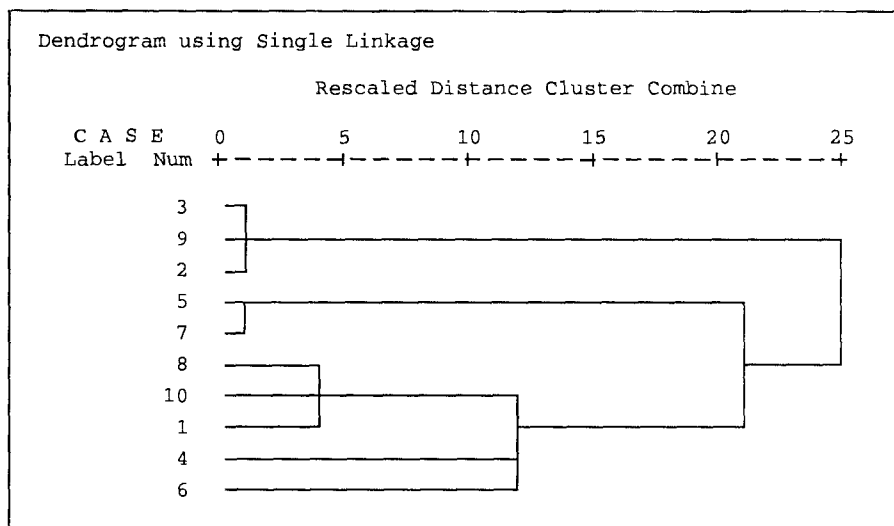 Dendrogram using Single Linkage
Rescaled Distance Cluster Combine
C A S E 0 5 10 15 20 25
Label Num
3
9
2
5
7
8
10
1
4
6